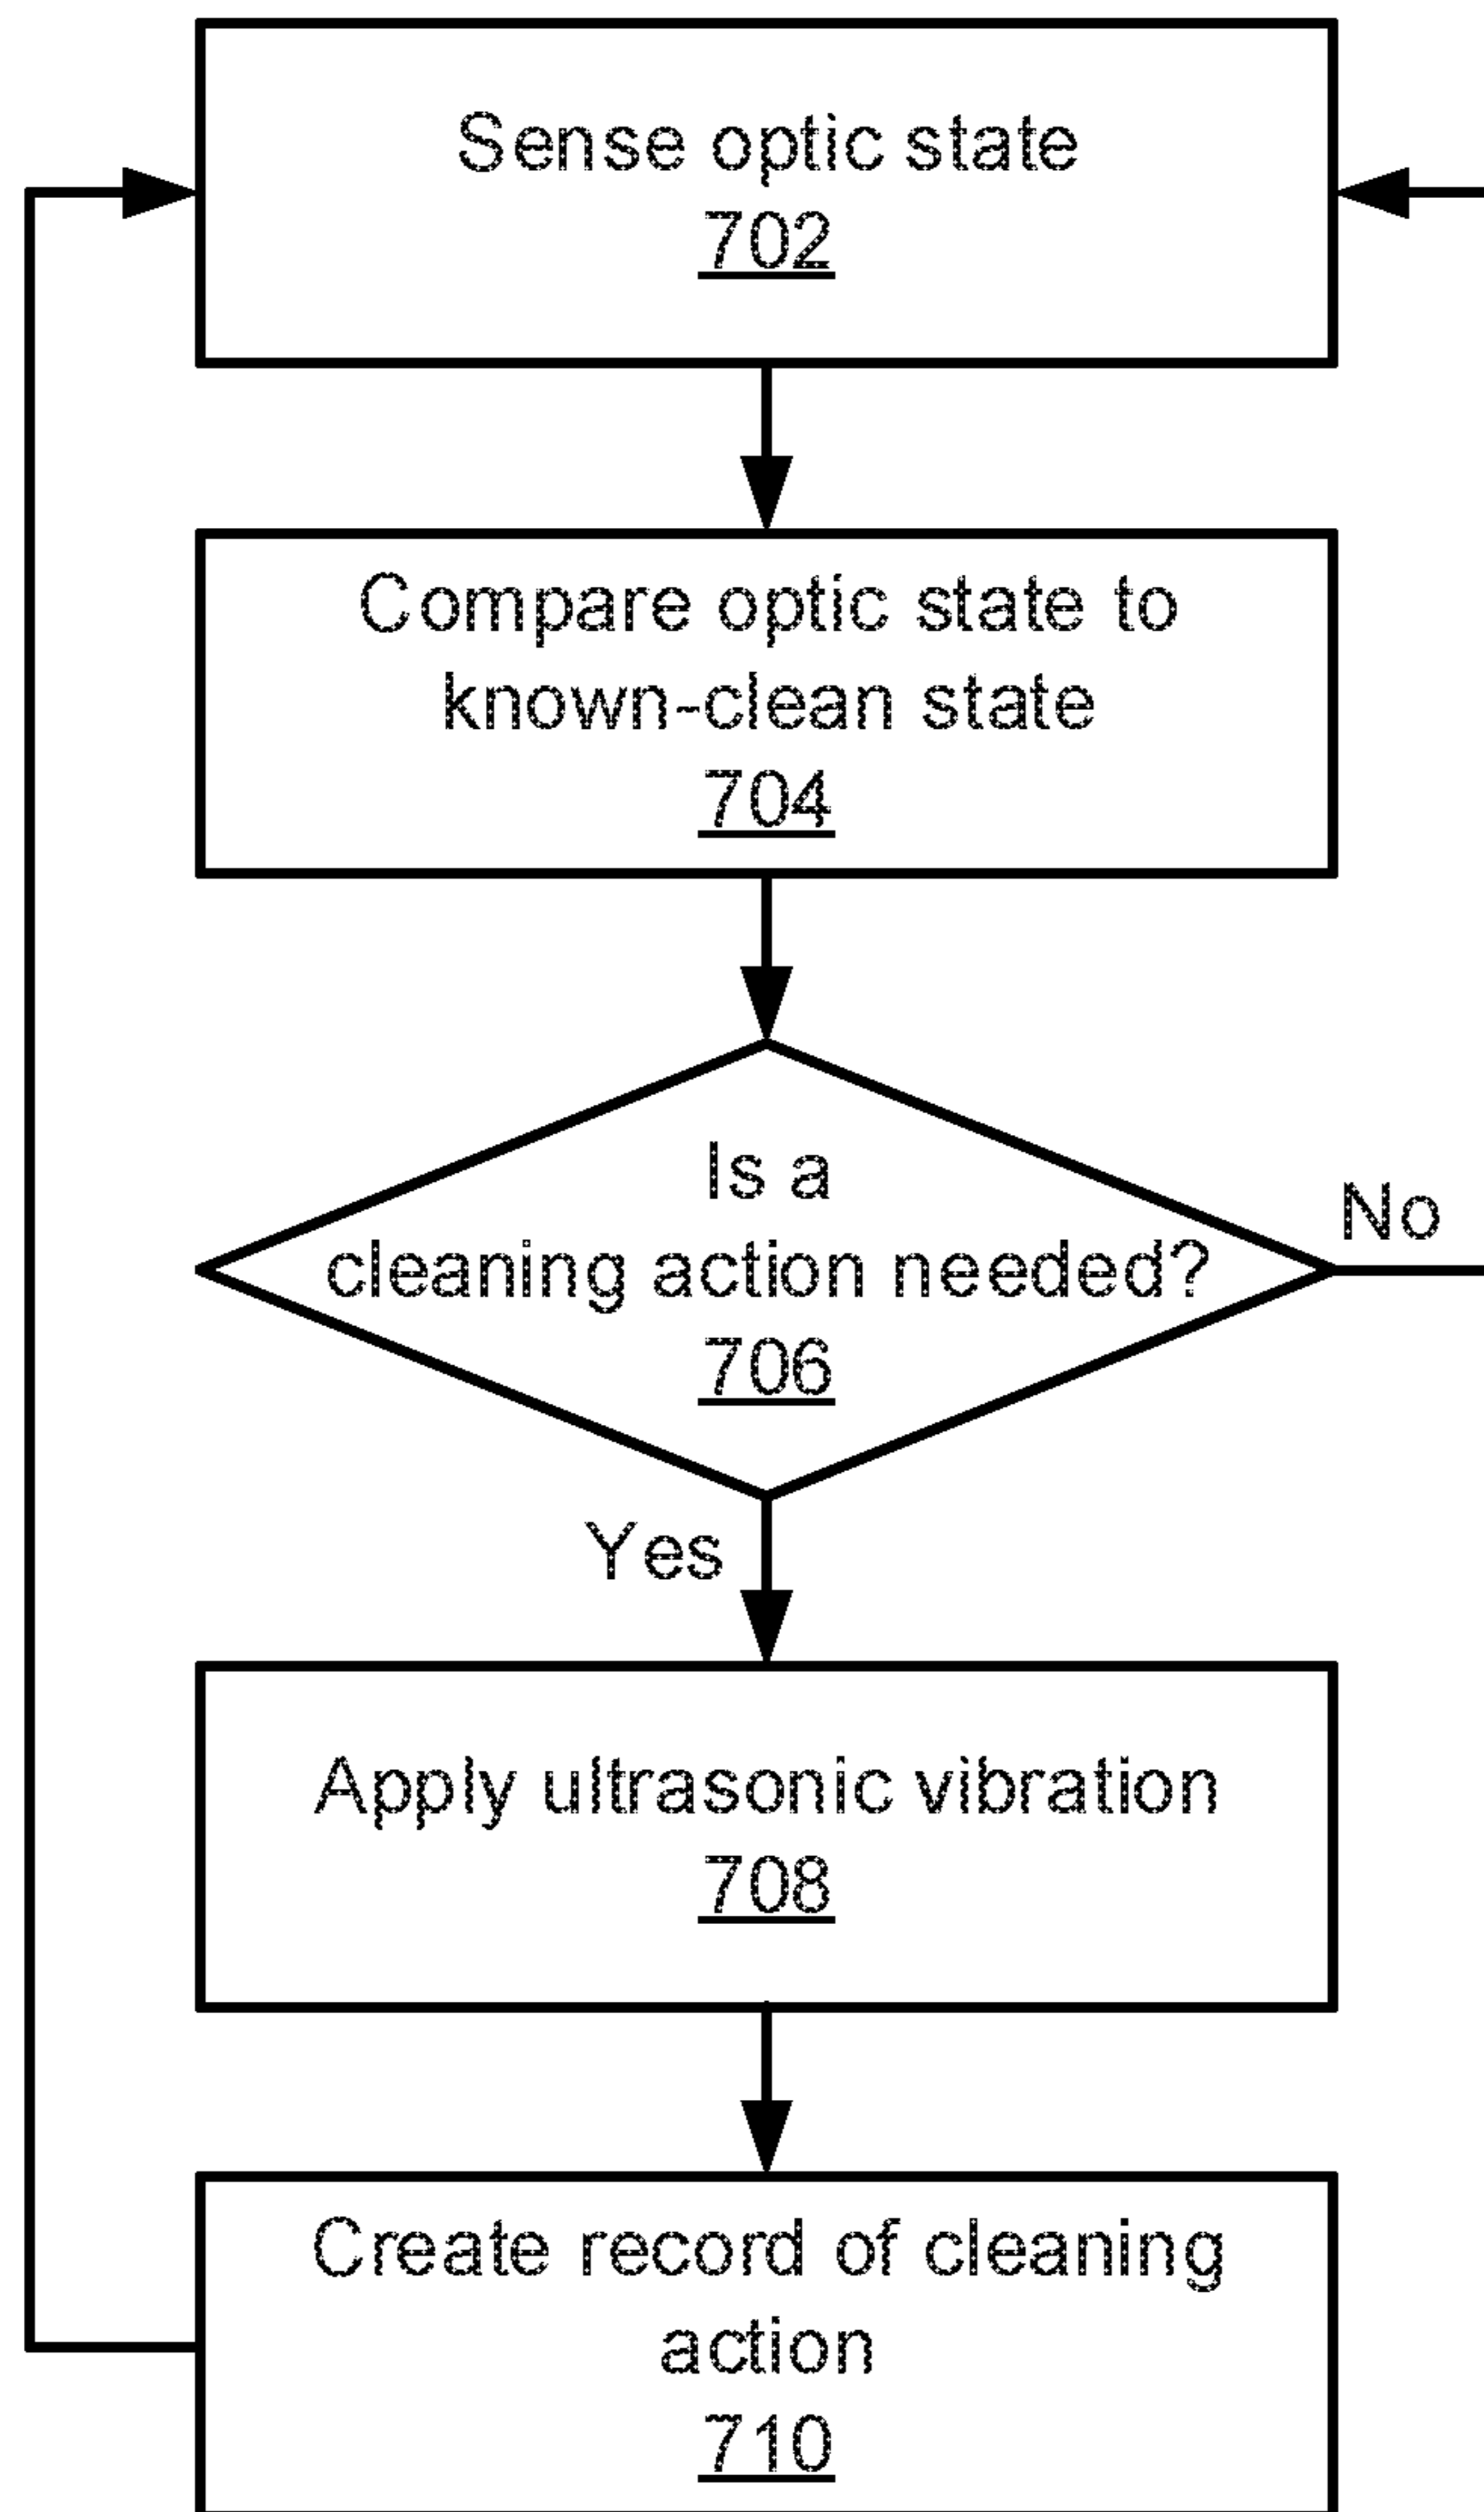 Sense optic state
702
Compare optic state to
known-clean state
704
Is a
cleaning action needed?
706
No
Yes
Apply ultrasonic vibration
708
Create record of cleaning
action
710